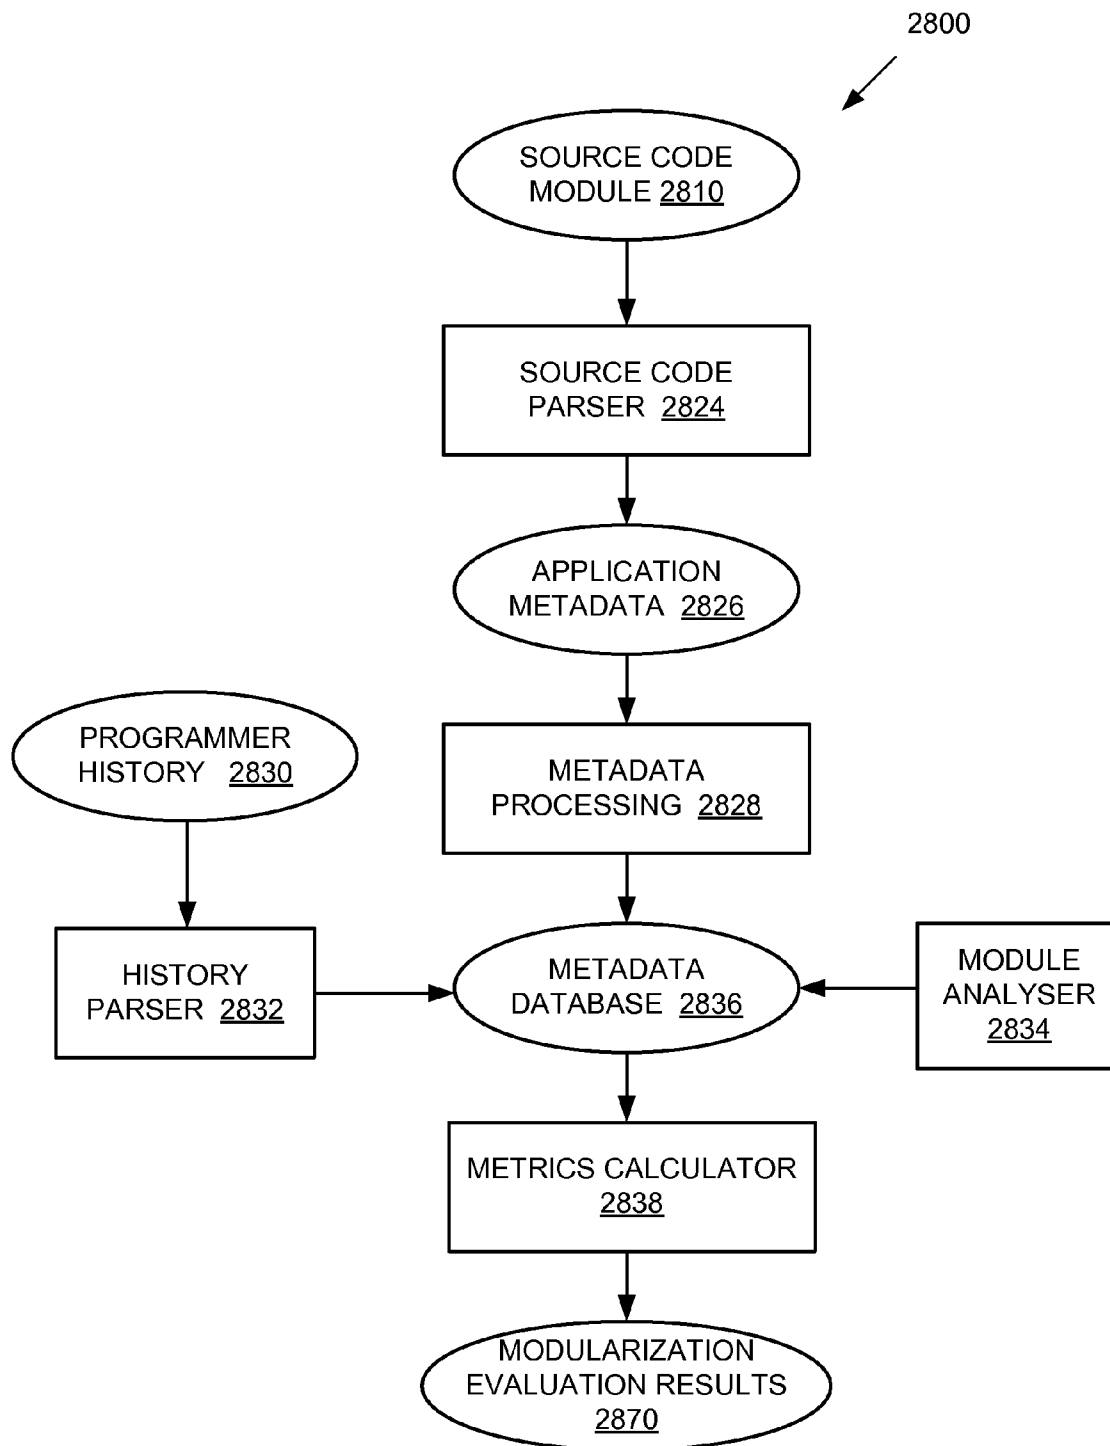 2800
SOURCE CODE
MODULE 2810
SOURCE CODE
PARSER 2824
APPLICATION
METADATA 2826
PROGRAMMER
HISTORY 2830
METADATA
PROCESSING 2828
HISTORY
PARSER 2832
METADATA
DATABASE 2836
MODULE
ANALYSER
2834
METRICS CALCULATOR
2838
MODULARIZATION
EVALUATION RESULTS
2870